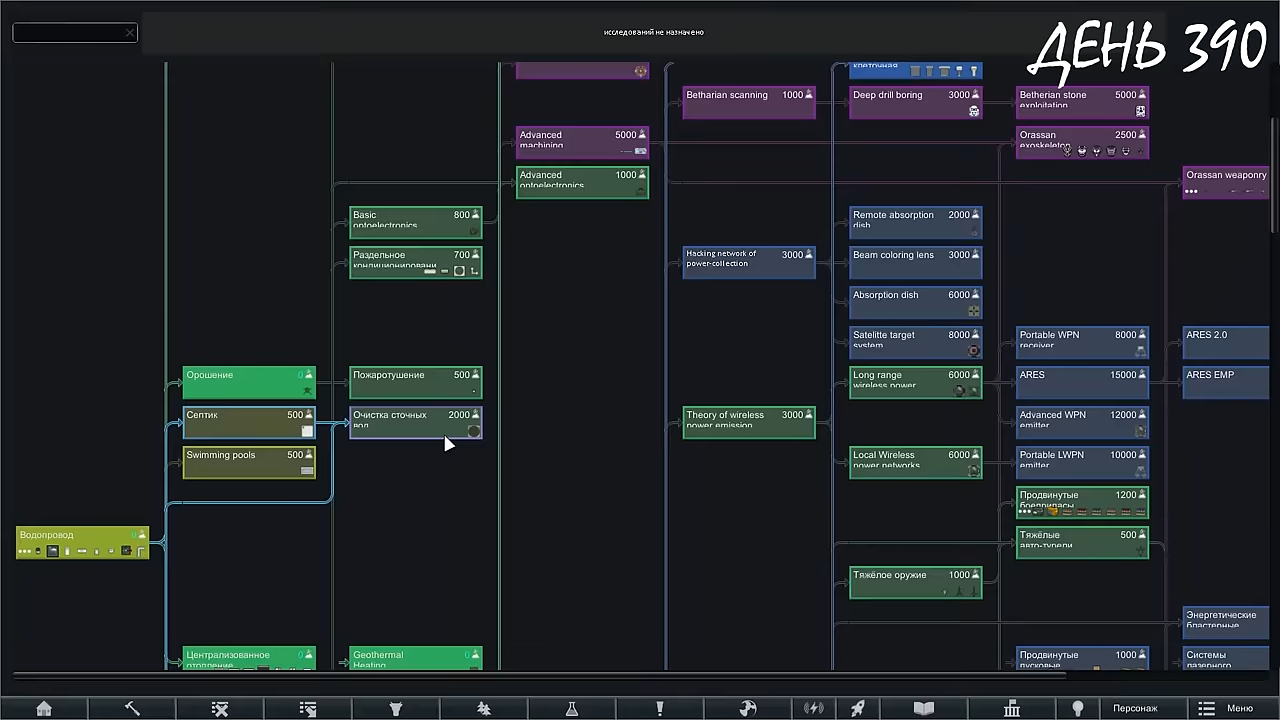 ДЕНЬ 390
исследований не назначено
Betharian scanning 1000
Deep drill boring 3000
Betherian stone exploitation 5000
Advanced machining 5000
Orassan exoskeleton 2500
Advanced optoelectronics 1000
Orassan weaponry
Basic optoelectronics 800
Remote absorption dish 2000
Раздельное кондиционировани 700
Hacking network of power-collection 3000
Beam coloring lens 3000
Absorption dish 6000
Satelitte target system 8000
Portable WPN receiver 8000
ARES 2.0
Орошение 0
Пожаротушение 500
Long range wireless power 6000
ARES 15000
ARES EMP
Септик 500
Очистка сточных вод 2000
Theory of wireless power emission 3000
Advanced WPN emitter 12000
Swimming pools 500
Local Wireless power networks 6000
Portable LWPN emitter 10000
Продвинутые боеприпасы 1200
Водопровод 0
Тяжёлые авто-турели 500
Тяжёлое оружие 1000
Энергетические бластерные
Централизованное отопление 0
Geothermal Heating 0
Продвинутые пусковые 1000
Системы лазерного
Персонаж
Меню